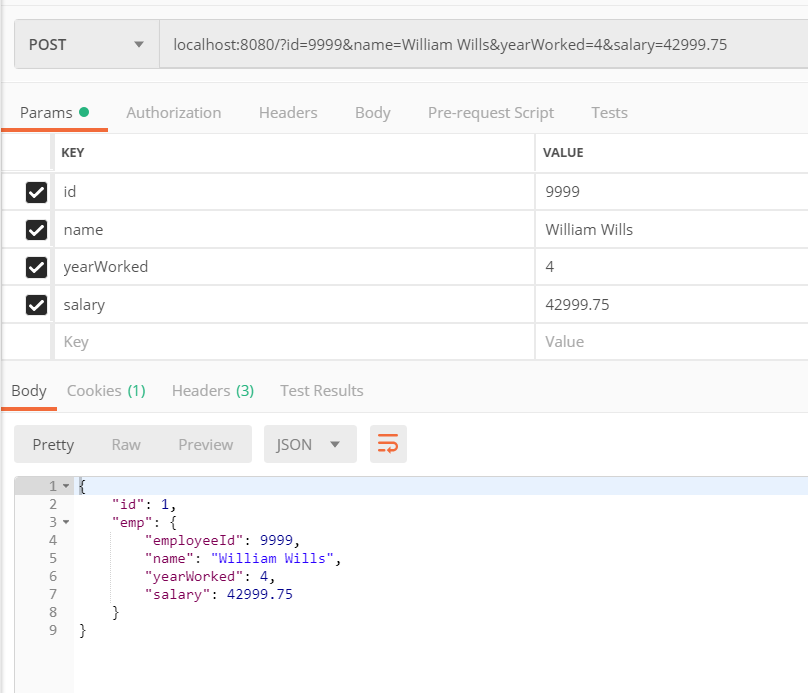 POST localhost:8080/?id=9999&name=William Wills&yearWorked=4&salary=42999.75
Params Authorization Headers Body Pre-request Script Tests
KEY VALUE
id 9999
name William Wills
yearWorked 4
salary 42999.75
Key Value
Body Cookies (1) Headers (3) Test Results
Pretty Raw Preview JSON
1 {
2 "id": 1,
3 "emp": {
4 "employeeId": 9999,
5 "name": "William Wills",
6 "yearWorked": 4,
7 "salary": 42999.75
8 }
9 }